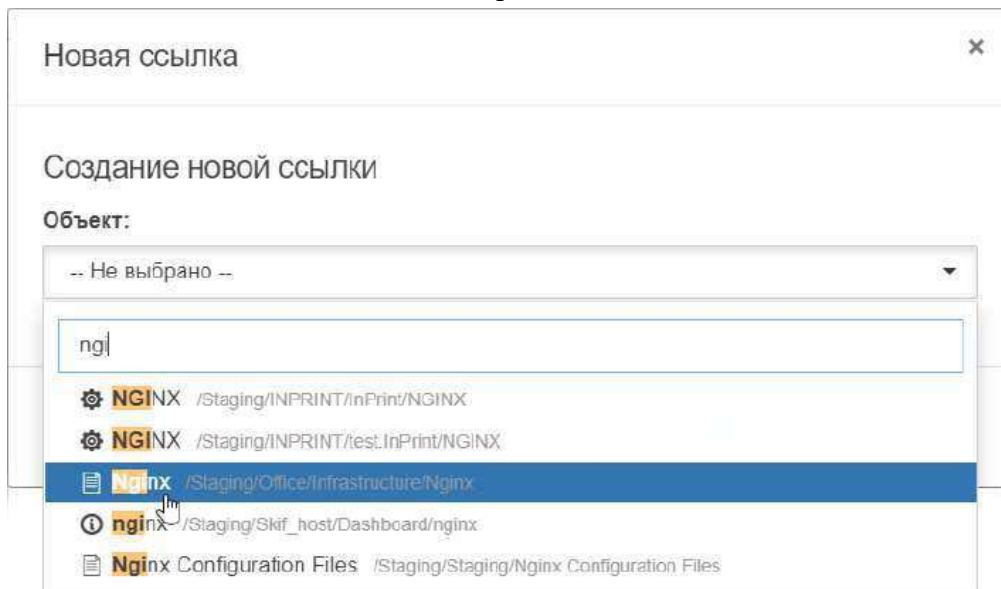 Новая ссылка ×
Создание новой ссылки
Объект:
-- Не выбрано --
ngi
NGINX /Staging/INPRINT/InPrint/NGINX
NGINX /Staging/INPRINT/test.InPrint/NGINX
Nginx /Staging/Office/Infrastructure/Nginx
nginx /Staging/Skif_host/Dashboard/nginx
Nginx Configuration Files /Staging/Staging/Nginx Configuration Files